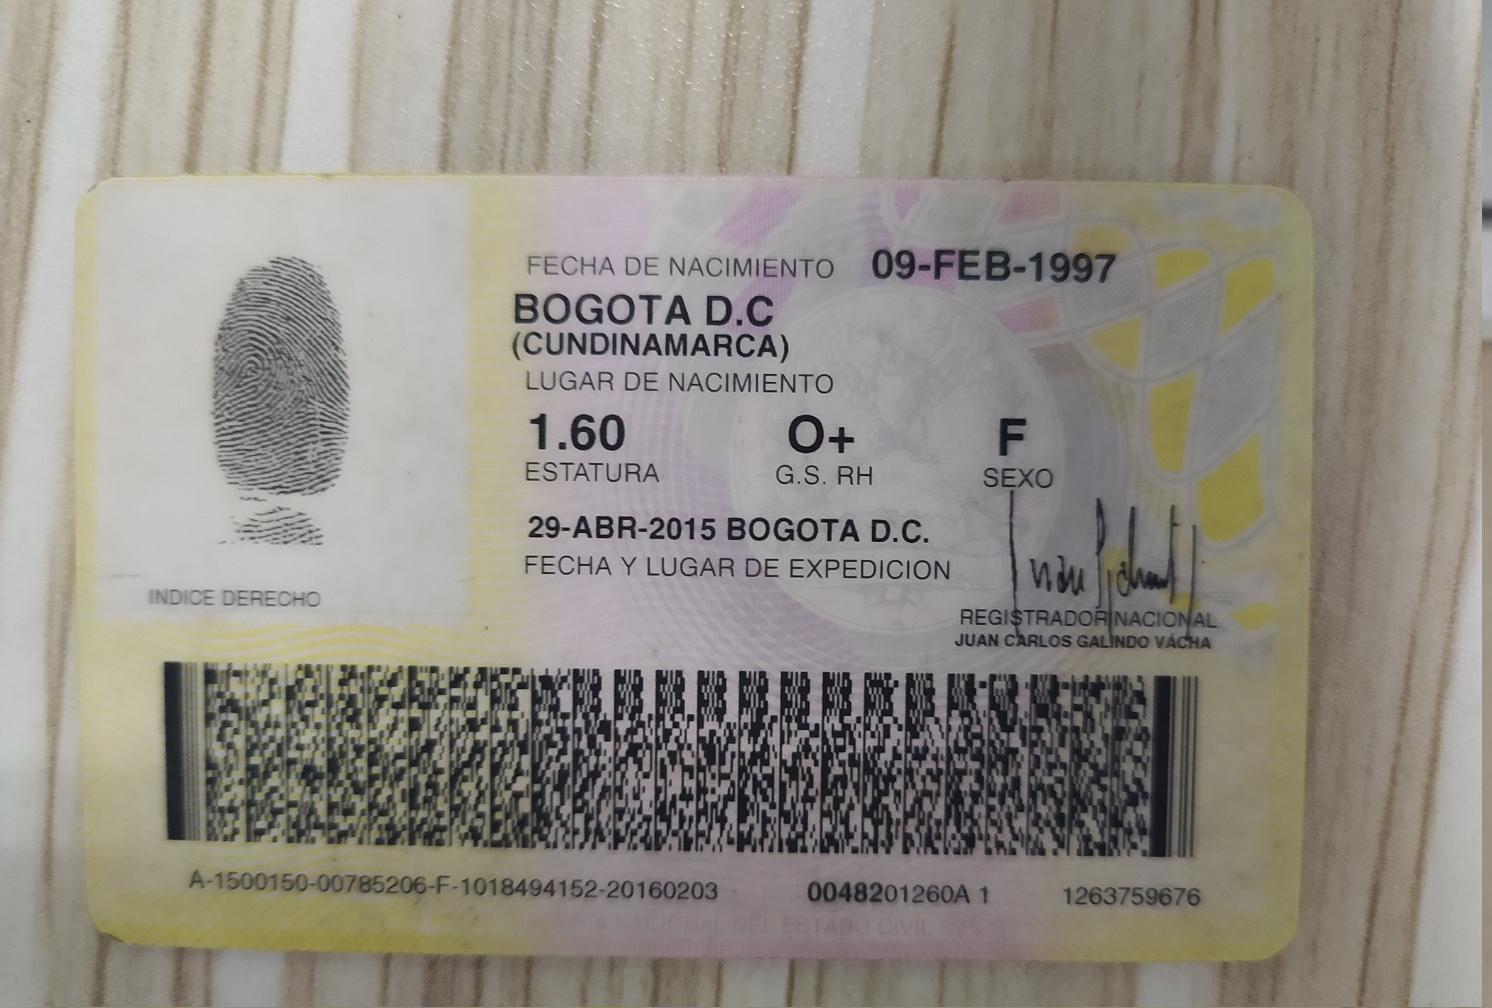 FECHA DE NACIMIENTO 09-FEB-1997
BOGOTA D.C
(CUNDINAMARCA)
LUGAR DE NACIMIENTO
1.60 O+ F
ESTATURA G.S. RH SEXO
29-ABR-2015 BOGOTA D.C.
FECHA Y LUGAR DE EXPEDICION
INDICE DERECHO
REGISTRADOR NACIONAL
JUAN CARLOS GALINDO VACHA
A-1500150-00785206-F-1018494152-20160203 0048201260A 1 1263759676
NACIONAL DEL ESTADO CIVIL